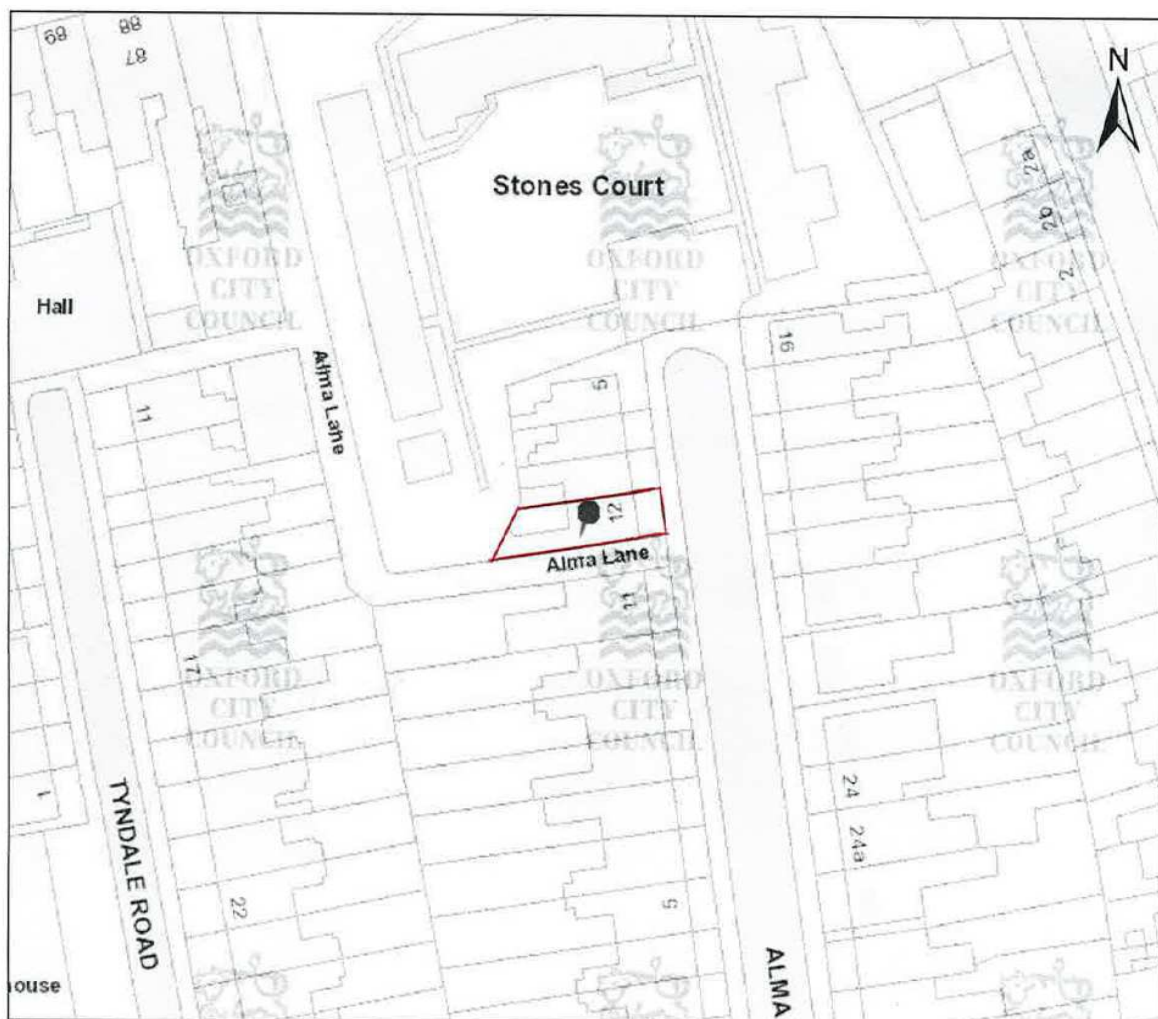 89
88
87
N
Stones Court
2a
2b
2
OXFORD
CITY
COUNCIL
OXFORD
CITY
COUNCIL
OXFORD
CITY
COUNCIL
Hall
Alma Lane
16
11
5
12
Alma Lane
11
17
OXFORD
CITY
COUNCIL
OXFORD
CITY
COUNCIL
OXFORD
CITY
COUNCIL
1
TYNDALE ROAD
24
24a
22
ALMA
ouse